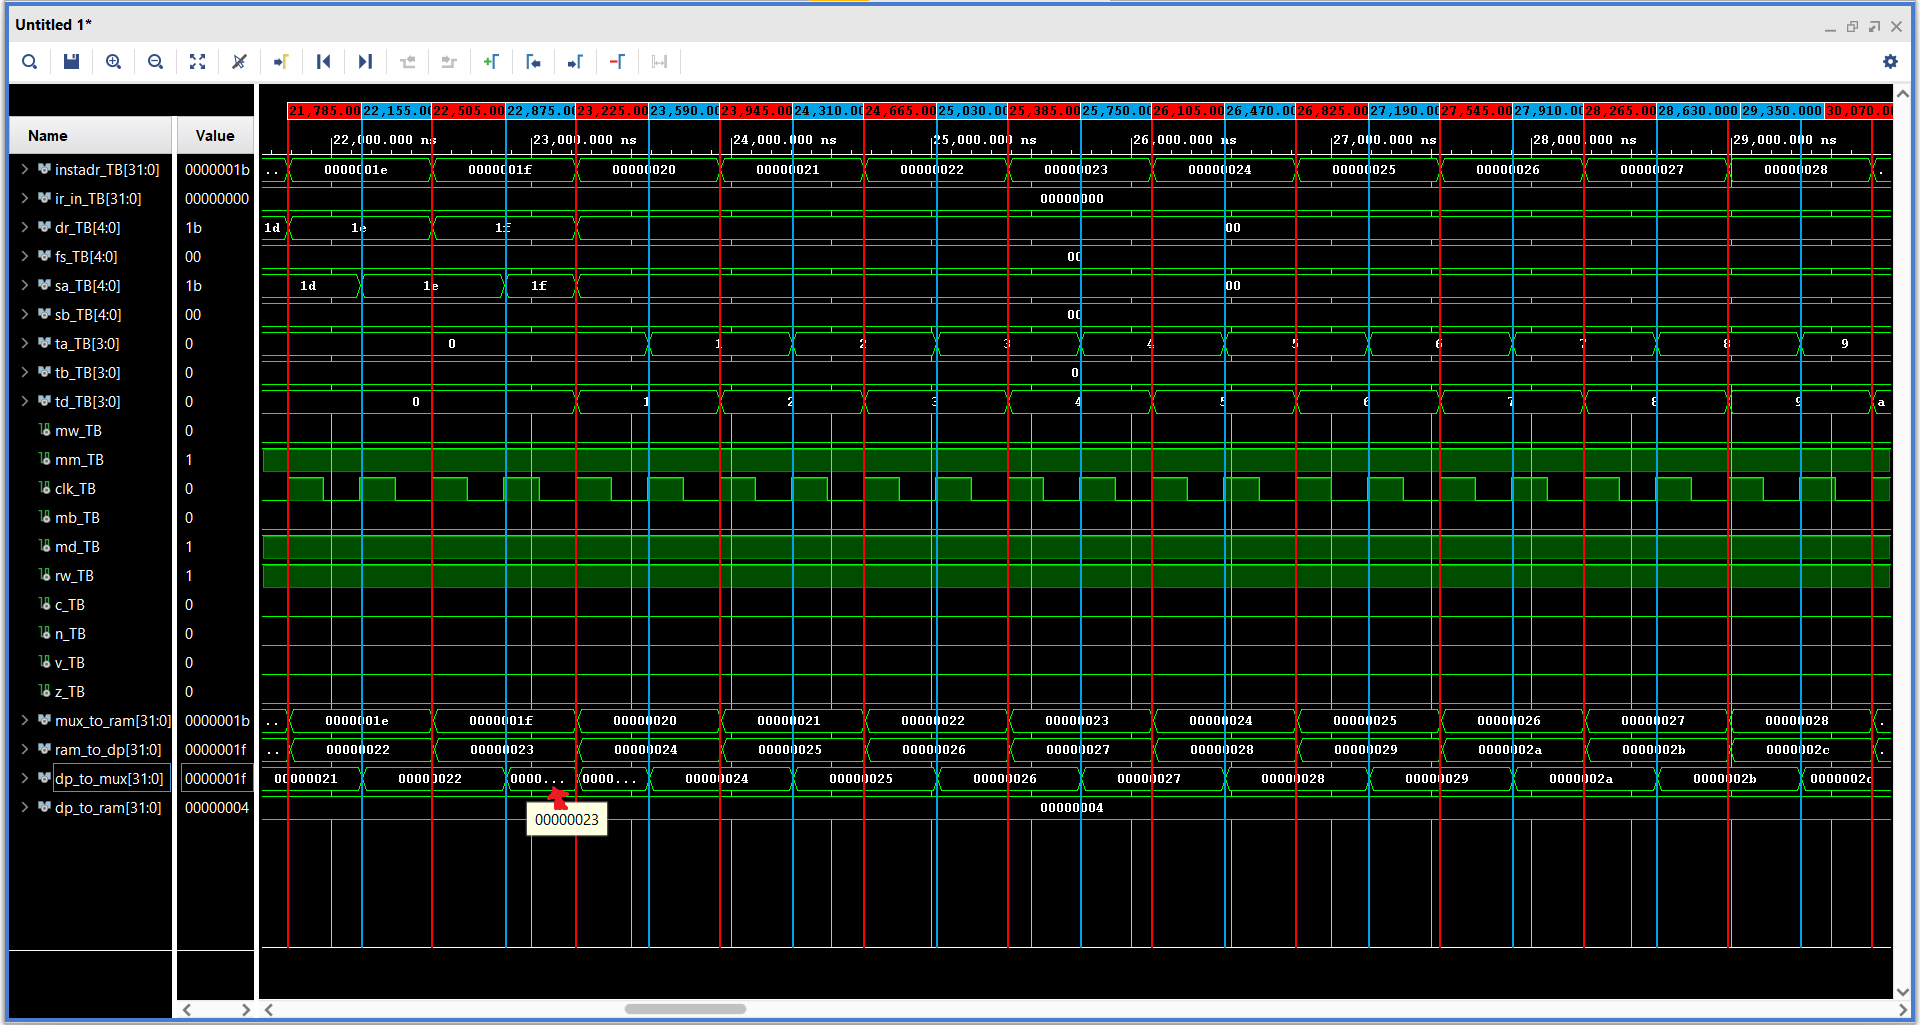 Untitled 1*
21,785.00 22,155.00 22,505.00 22,875.00 23,225.00 23,590.00 23,945.00 24,310.00 24,665.00 25,030.00 25,385.00 25,750.00 26,105.00 26,470.00 26,825.00 27,190.00 27,545.00 27,910.00 28,265.00 28,630.000 29,350.000 30,070.00
Name Value
22,000.000 ns 23,000.000 ns 24,000.000 ns 25,000.000 ns 26,000.000 ns 27,000.000 ns 28,000.000 ns 29,000.000 ns
instadr_TB[31:0] 0000001b .. 0000001e 0000001f 00000020 00000021 00000022 00000023 00000024 00000025 00000026 00000027 00000028 .
ir_in_TB[31:0] 00000000 00000000
dr_TB[4:0] 1b 1d 1e 1f 00
fs_TB[4:0] 00 00
sa_TB[4:0] 1b 1d 1e 1f 00
sb_TB[4:0] 00 00
ta_TB[3:0] 0 0 1 2 3 4 5 6 7 8 9
tb_TB[3:0] 0 0
td_TB[3:0] 0 0 1 2 3 4 5 6 7 8 9 a
mw_TB 0
mm_TB 1
clk_TB 0
mb_TB 0
md_TB 1
rw_TB 1
c_TB 0
n_TB 0
v_TB 0
z_TB 0
mux_to_ram[31:0] 0000001b .. 0000001e 0000001f 00000020 00000021 00000022 00000023 00000024 00000025 00000026 00000027 00000028 .
ram_to_dp[31:0] 0000001f .. 00000022 00000023 00000024 00000025 00000026 00000027 00000028 00000029 0000002a 0000002b 0000002c .
dp_to_mux[31:0] 0000001f 00000021 00000022 0000... 0000... 00000024 00000025 00000026 00000027 00000028 00000029 0000002a 0000002b 0000002c
dp_to_ram[31:0] 00000004 00000004
00000023